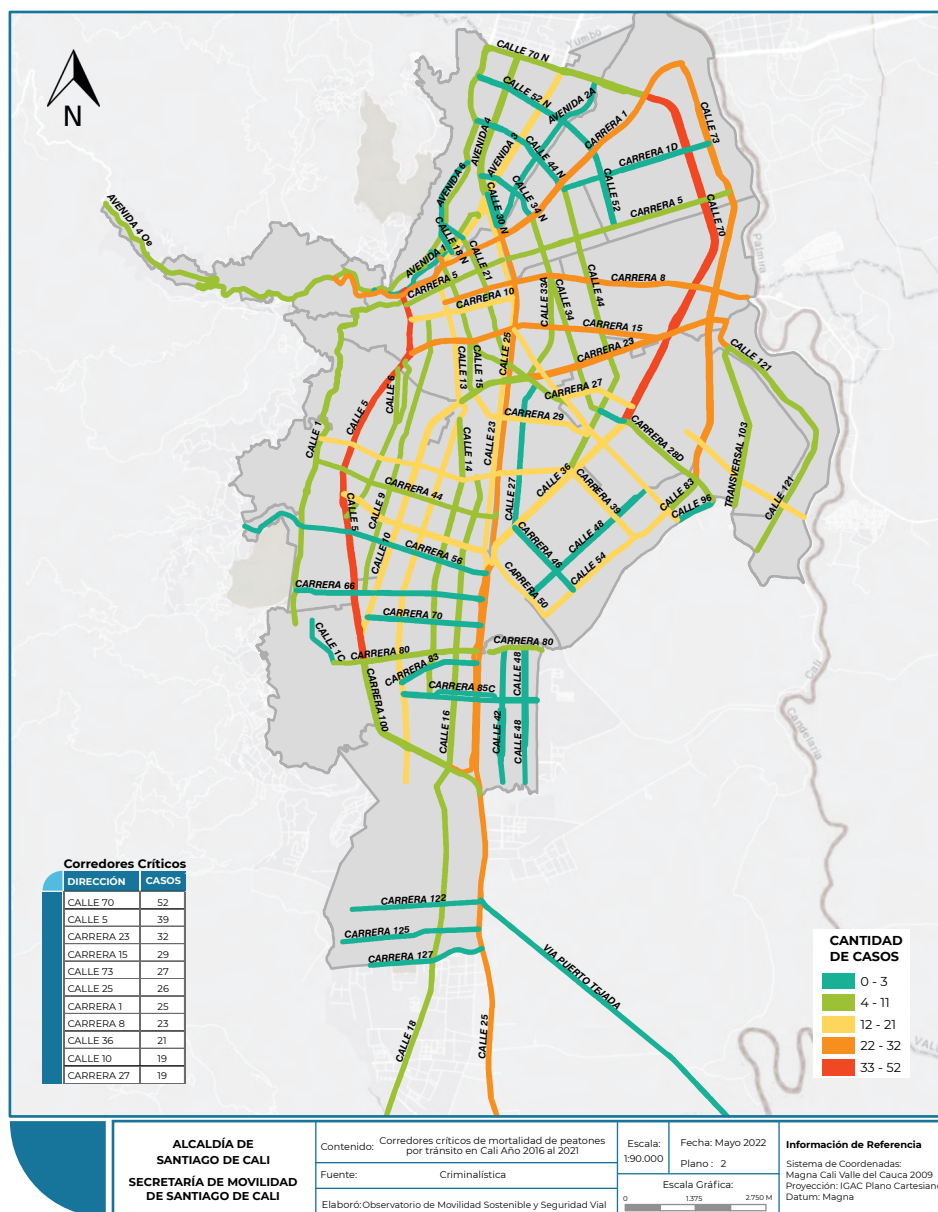 N
Yumbo
CALLE 70 N
CALLE 52 N
AVENIDA 2A
AVENIDA 4
AVENIDA 3
CARRERA 1
CALLE 73
CALLE 44 N
CARRERA 1D
AVENIDA 6
CALLE 34 N
CALLE 52
CALLE 30 N
CARRERA 5
CALLE 70
AVENIDA 4 Oe
Palmira
CALLE 18 N
AVENIDA 1
CALLE 21
CARRERA 5
CARRERA 10
CARRERA 8
CALLE 33A
CALLE 34
CALLE 44
CARRERA 15
CARRERA 23
CALLE 25
CALLE 121
CALLE 6
CALLE 13
CALLE 15
CARRERA 27
CALLE 5
CARRERA 29
CALLE 1
CALLE 23
CALLE 14
CALLE 36
CARRERA 28D
TRANSVERSAL 103
CARRERA 44
CALLE 9
CALLE 27
CARRERA 39
CALLE 83
CALLE 96
CALLE 121
CALLE 5
CALLE 10
CARRERA 56
CARRERA 46
CALLE 48
CALLE 54
CARRERA 66
CARRERA 50
CARRERA 70
CALLE 1C
CARRERA 80
CARRERA 80
CARRERA 83
CALLE 48
CARRERA 85C
Cali
Candelaria
CARRERA 100
CALLE 16
CALLE 42
CALLE 48
CARRERA 122
CARRERA 125
CARRERA 127
VIA PUERTO TEJADA
CALLE 18
CALLE 25
Corredores Críticos
DIRECCIÓN CASOS
CALLE 70 52
CALLE 5 39
CARRERA 23 32
CARRERA 15 29
CALLE 73 27
CALLE 25 26
CARRERA 1 25
CARRERA 8 23
CALLE 36 21
CALLE 10 19
CARRERA 27 19
CANTIDAD
DE CASOS
0 - 3
4 - 11
12 - 21
22 - 32
33 - 52
ALCALDÍA DE
SANTIAGO DE CALI
SECRETARÍA DE MOVILIDAD
DE SANTIAGO DE CALI
Contenido: Corredores críticos de mortalidad de peatones
por tránsito en Cali Año 2016 al 2021
Fuente: Criminalística
Elaboró: Observatorio de Movilidad Sostenible y Seguridad Vial
Escala:
1:90.000
Fecha: Mayo 2022
Plano : 2
Escala Gráfica:
0 1.375 2.750 M
Información de Referencia
Sistema de Coordenadas:
Magna Cali Valle del Cauca 2009
Proyección: IGAC Plano Cartesiano
Datum: Magna